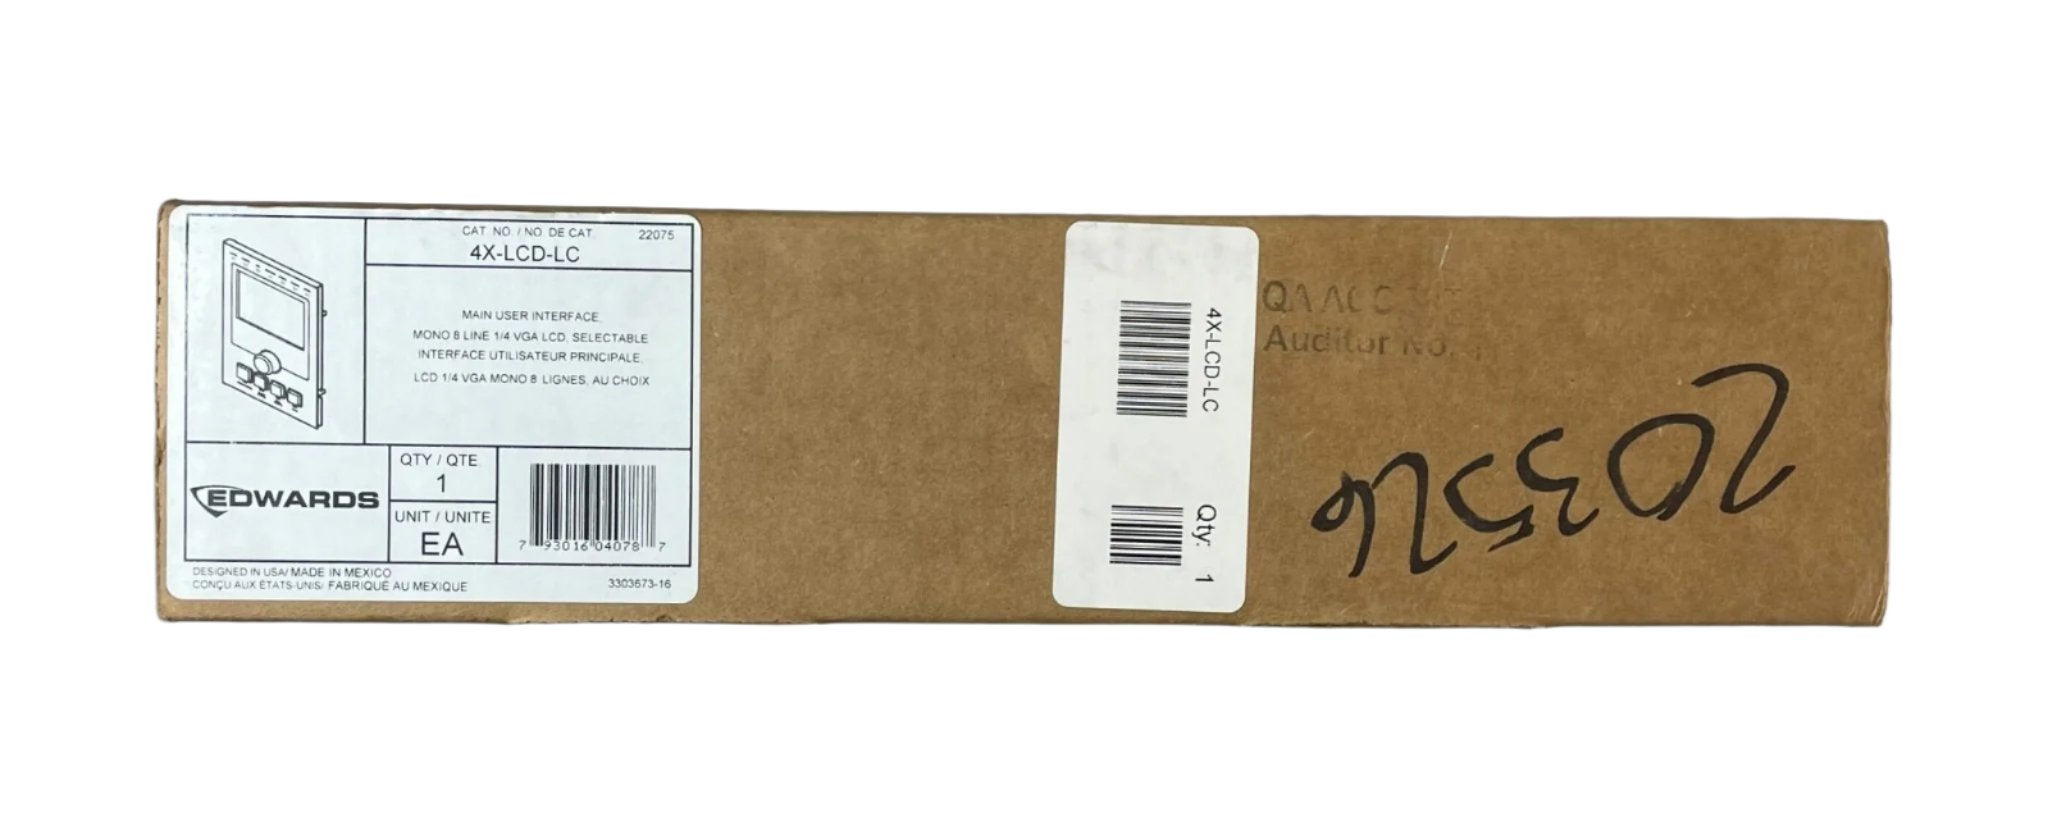 CAT. NO. / NO. DE CAT. 22075
4X-LCD-LC
MAIN USER INTERFACE,
MONO 8 LINE 1/4 VGA LCD, SELECTABLE
INTERFACE UTILISATEUR PRINCIPALE,
LCD 1/4 VGA MONO 8 LIGNES, AU CHOIX
EDWARDS
QTY / QTE
1
UNIT / UNITE
EA
7 93016 04078 7
DESIGNED IN USA/ MADE IN MEXICO
CONÇU AUX ÉTATS-UNIS/ FABRIQUÉ AU MEXIQUE 3303673-16
4X-LCD-LC
Qty: 1
QA
Auditor No.